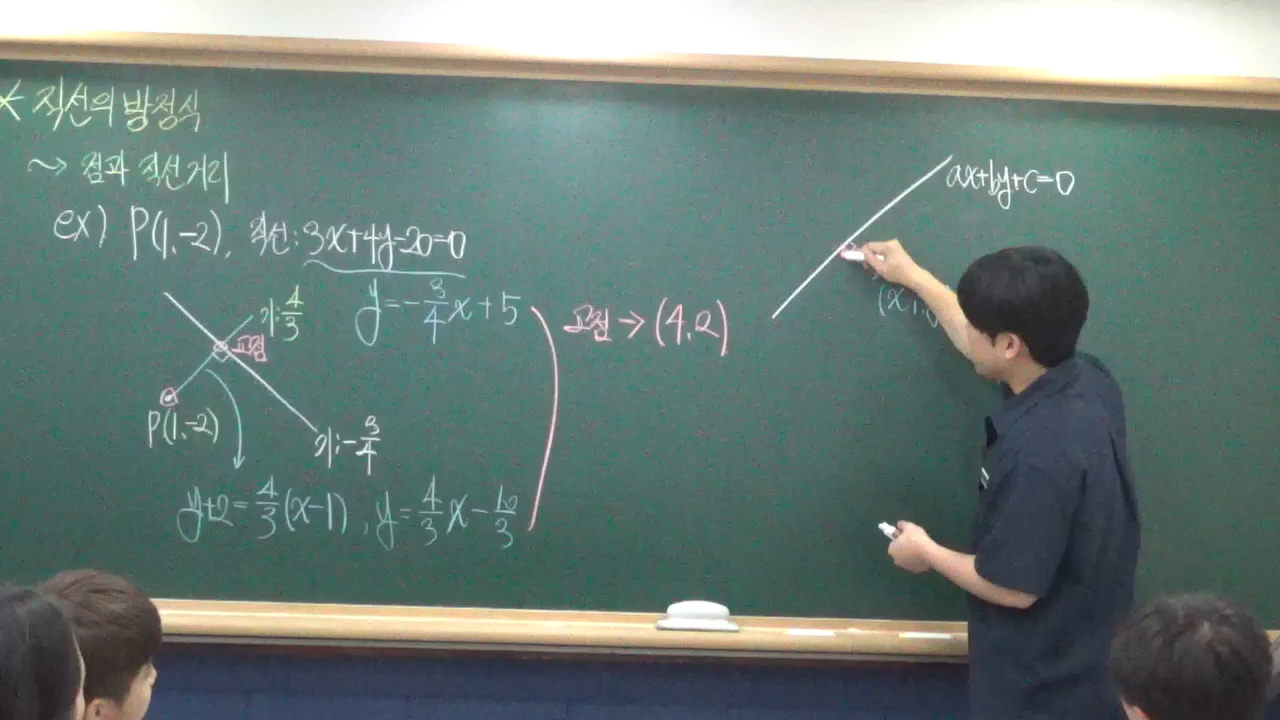 * 직선의 방정식
~> 점과 직선거리
ex) P(1,-2), 직선: 3x+4y-20=0
y=-3/4x+5
기: 4/3
교점
P(1,-2)
기: -3/4
y+2=4/3(x-1), y=4/3x-10/3
교점 → (4,2)
ax+by+c=0
(x1,